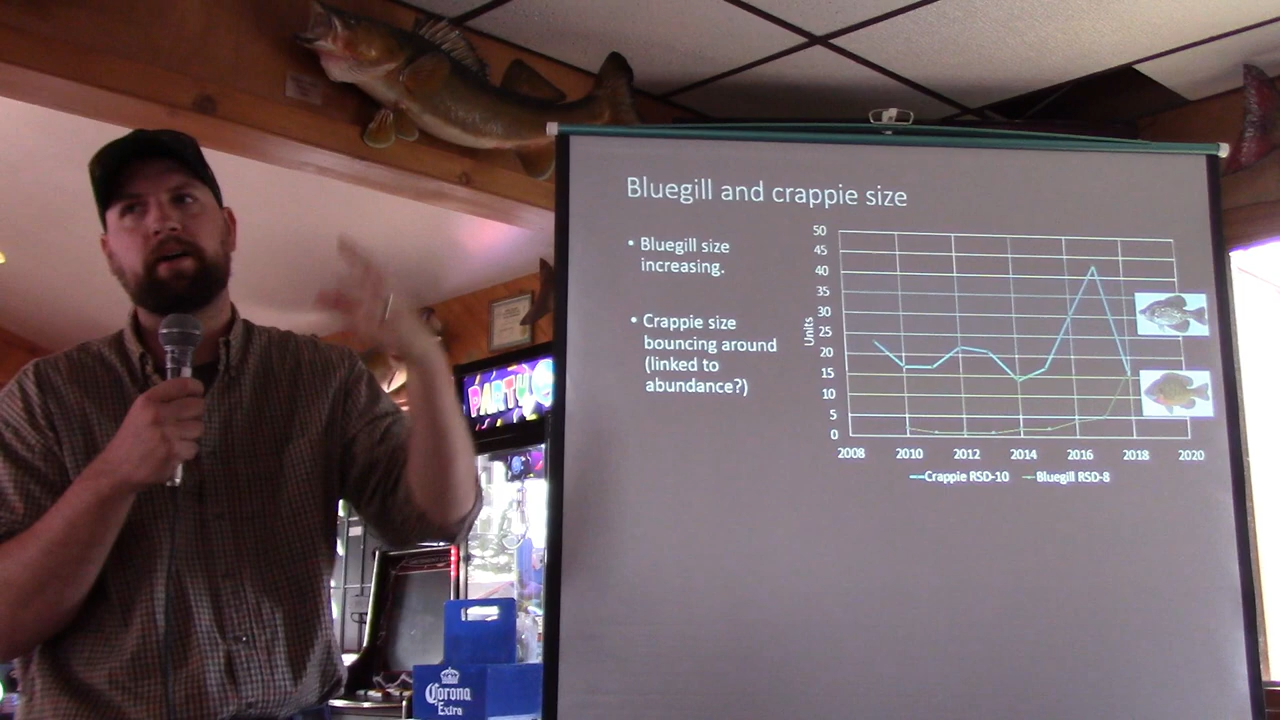 Bluegill and crappie size
• Bluegill size
increasing.
• Crappie size
bouncing around
(linked to
abundance?)
50
45
40
35
30
25
20
15
10
5
0
Units
2008 2010 2012 2014 2016 2018 2020
Crappie RSD-10 Bluegill RSD-8
PARTY
Corona
Extra